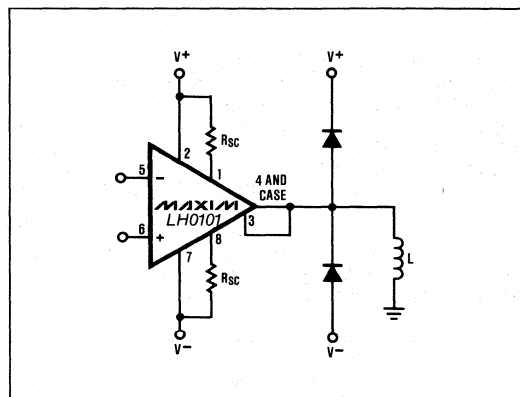 V+
V+
RSC
2
1
5
−
4 AND
CASE
MAXIM
LH0101
3
6
+
8
7
RSC
L
V−
V−